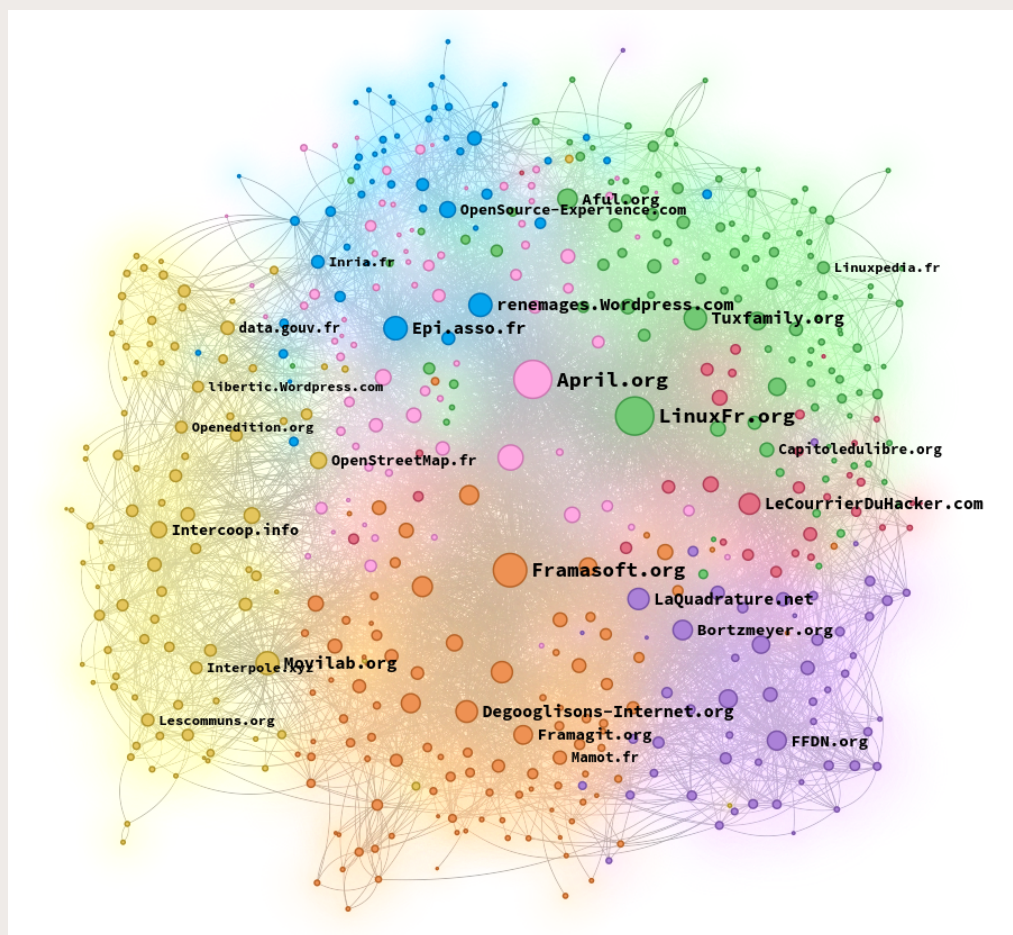 Aful.org
OpenSource-Experience.com
Inria.fr
Linuxpedia.fr
renemages.Wordpress.com
Tuxfamily.org
data.gouv.fr
Epi.asso.fr
April.org
libertic.Wordpress.com
LinuxFr.org
Openedition.org
Capitoledulibre.org
OpenStreetMap.fr
LeCourrierDuHacker.com
Intercoop.info
Framasoft.org
LaQuadrature.net
Bortzmeyer.org
Movilab.org
Interpole.xyz
Degooglisons-Internet.org
Lescommuns.org
Framagit.org
FFDN.org
Mamot.fr